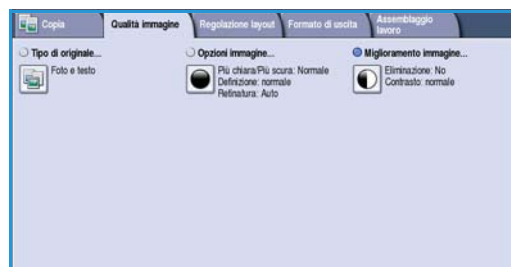 Copia
Qualità immagine
Regolazione layout
Formato di uscita
Assemblaggio
lavoro
Tipo di originale...
Foto e testo
Opzioni immagine...
Più chiara/Più scura: Normale
Definizione: normale
Retinatura: Auto
Miglioramento immagine...
Eliminazione: No
Contrasto: normale